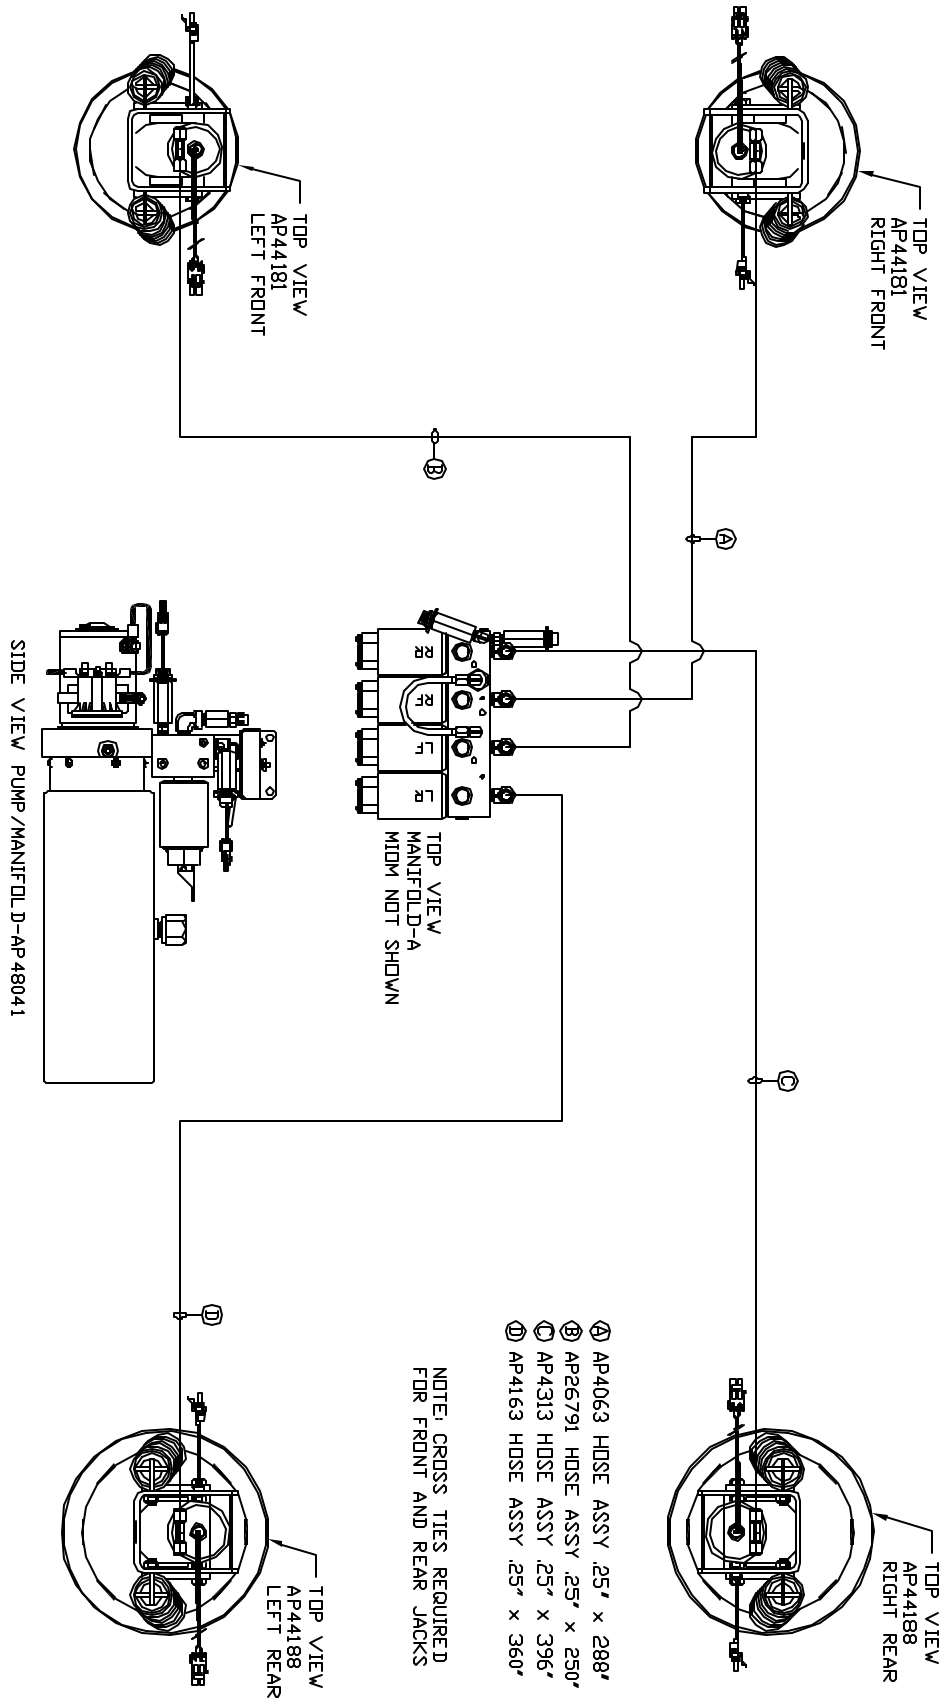 TOP VIEW
AP44181
RIGHT FRONT
TOP VIEW
AP44188
RIGHT REAR
A
C
A AP4063 HOSE ASSY .25" x 288"
B AP26791 HOSE ASSY .25" x 250"
C AP4313 HOSE ASSY .25" x 396"
D AP4163 HOSE ASSY .25" x 360"
B
RR
RF
LF
LR
TOP VIEW
MANIFOLD-A
MIOM NOT SHOWN
NOTE: CROSS TIES REQUIRED
FOR FRONT AND REAR JACKS
TOP VIEW
AP44181
LEFT FRONT
D
TOP VIEW
AP44188
LEFT REAR
SIDE VIEW PUMP/MANIFOLD-AP48041